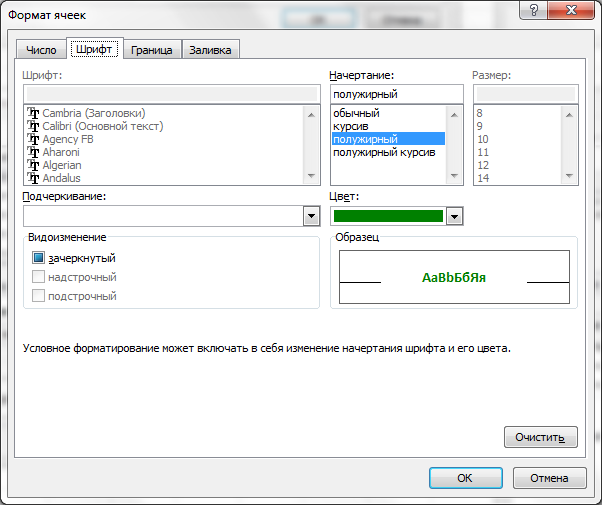 Формат ячеек
Число Шрифт Граница Заливка
Шрифт: Начертание: Размер:
полужирный
Cambria (Заголовки) обычный 8
Calibri (Основной текст) курсив 9
Agency FB полужирный 10
Aharoni полужирный курсив 11
Algerian 12
Andalus 14
Подчеркивание: Цвет:
Видоизменение Образец
зачеркнутый
надстрочный
подстрочный
АаBbБбЯя
Условное форматирование может включать в себя изменение начертания шрифта и его цвета.
Очистить
ОК Отмена